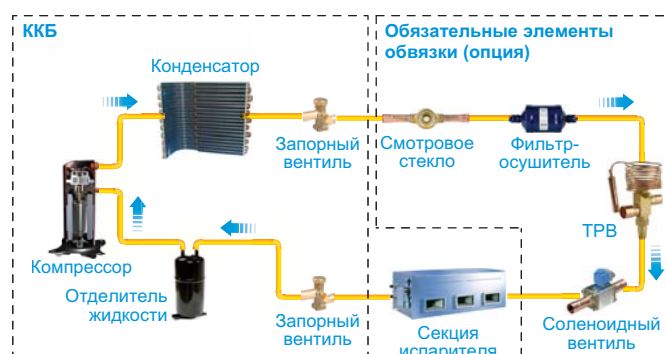 ККБ
Обязательные элементы
обвязки (опция)
Конденсатор
Запорный
вентиль
Смотровое
стекло
Фильтр-
осушитель
Компрессор
ТРВ
Отделитель
жидкости
Запорный
вентиль
Секция
испарителя
Соленоидный
вентиль